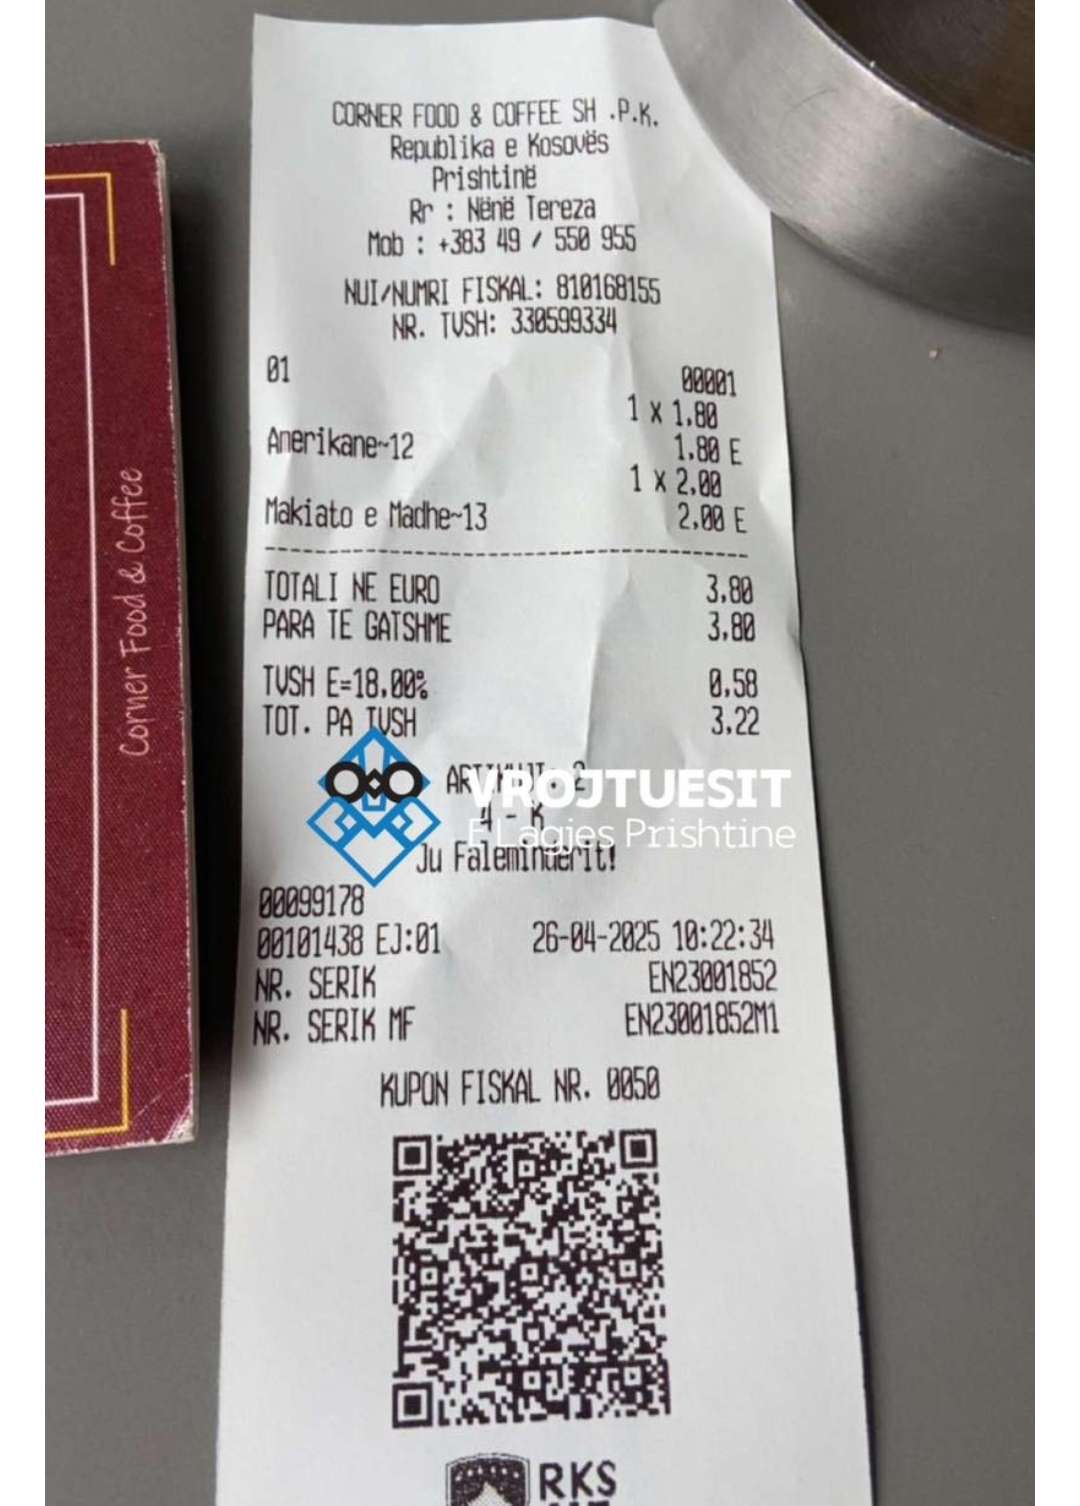 CORNER FOOD & COFFEE SH .P.K.
Republika e Kosovës
Prishtinë
Rr : Nënë Tereza
Mob : +383 49 / 550 955
NUI/NUMRI FISKAL: 810168155
NR. TVSH: 330599334
01 00001
1 x 1.80
Amerikane~12 1.80 E
1 x 2.00
Makiato e Madhe~13 2.00 E
TOTALI NE EURO 3.80
PARA TE GATSHME 3.80
TVSH E=18.00% 0.58
TOT. PA TVSH 3.22
ARTIKUJT: 2
4 - K
Ju Faleminderit!
00099178
00101438 EJ:01 26-04-2025 10:22:34
NR. SERIK EN23001852
NR. SERIK MF EN23001852M1
KUPON FISKAL NR. 0050
RKS
Corner Food & Coffee
VROJTUESIT
E Lagjes Prishtine